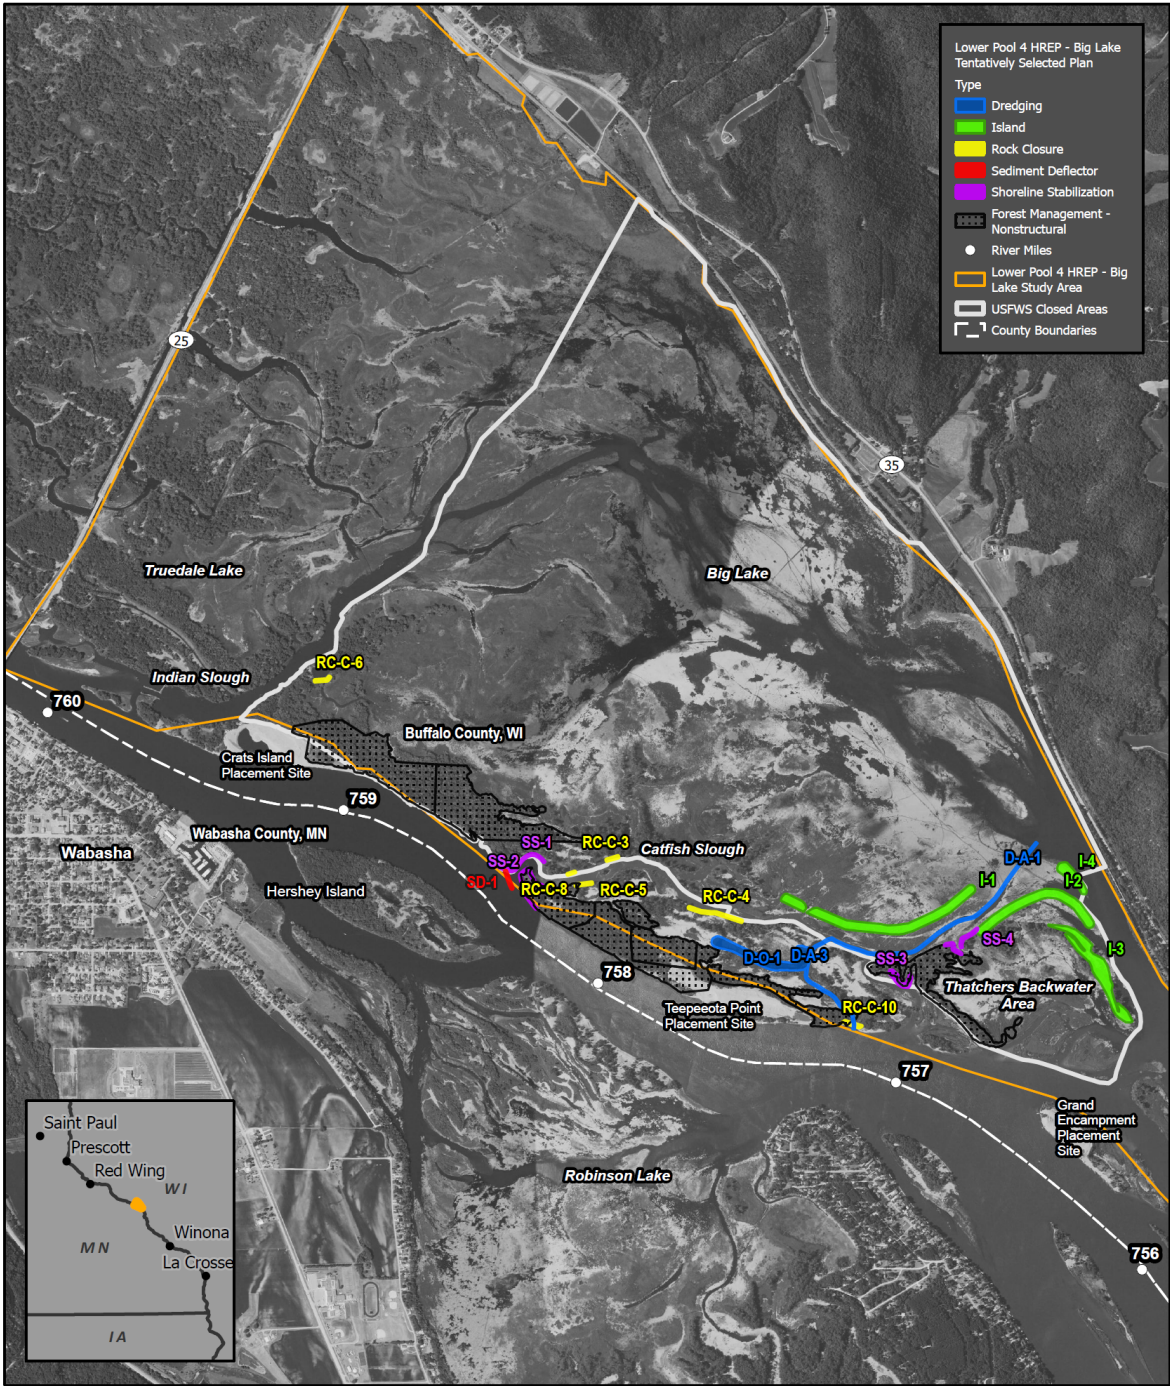 Lower Pool 4 HREP - Big Lake
Tentatively Selected Plan
Type
Dredging
Island
Rock Closure
Sediment Deflector
Shoreline Stabilization
Forest Management -
Nonstructural
River Miles
Lower Pool 4 HREP - Big
Lake Study Area
USFWS Closed Areas
County Boundaries
25
35
Truedale Lake
Big Lake
Indian Slough
RC-C-6
760
Buffalo County, WI
Crats Island
Placement Site
759
Wabasha County, MN
Wabasha
SS-1
RC-C-3
Catfish Slough
SS-2
SD-1
RC-C-8
RC-C-5
Hershey Island
RC-C-4
D-A-1
I-4
I-1
I-2
SS-4
I-3
D-O-1
D-A-3
SS-3
758
Thatchers Backwater
Area
Teepeeota Point
Placement Site
RC-C-10
757
Grand
Encampment
Placement
Site
Robinson Lake
756
Saint Paul
Prescott
Red Wing
WI
Winona
MN
La Crosse
IA